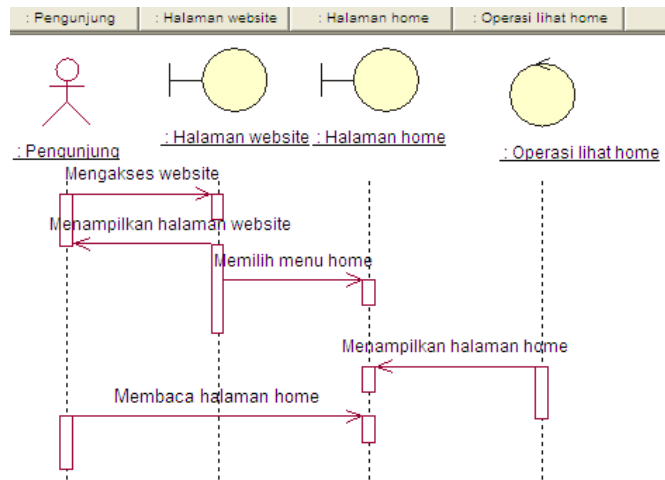 : Pengunjung
: Halaman website
: Halaman home
: Operasi lihat home
: Pengunjung
: Halaman website
: Halaman home
: Operasi lihat home
Mengakses website
Menampilkan halaman website
Memilih menu home
Menampilkan halaman home
Membaca halaman home